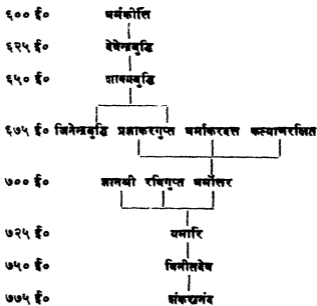 ६०० ई० धर्मकीर्त्ति
६२५ ई० देवेन्द्रबुद्धि
६५० ई० शाक्यबुद्धि
६७५ ई० जिनेन्द्रबुद्धि प्रज्ञाकरगुप्त धर्माकरदत्त कल्याणरक्षित
७०० ई० ज्ञानश्री रविगुप्त धर्मोत्तर
७२५ ई० यमारि
७५० ई० विनीतदेव
७७५ ई० शंकरानंद